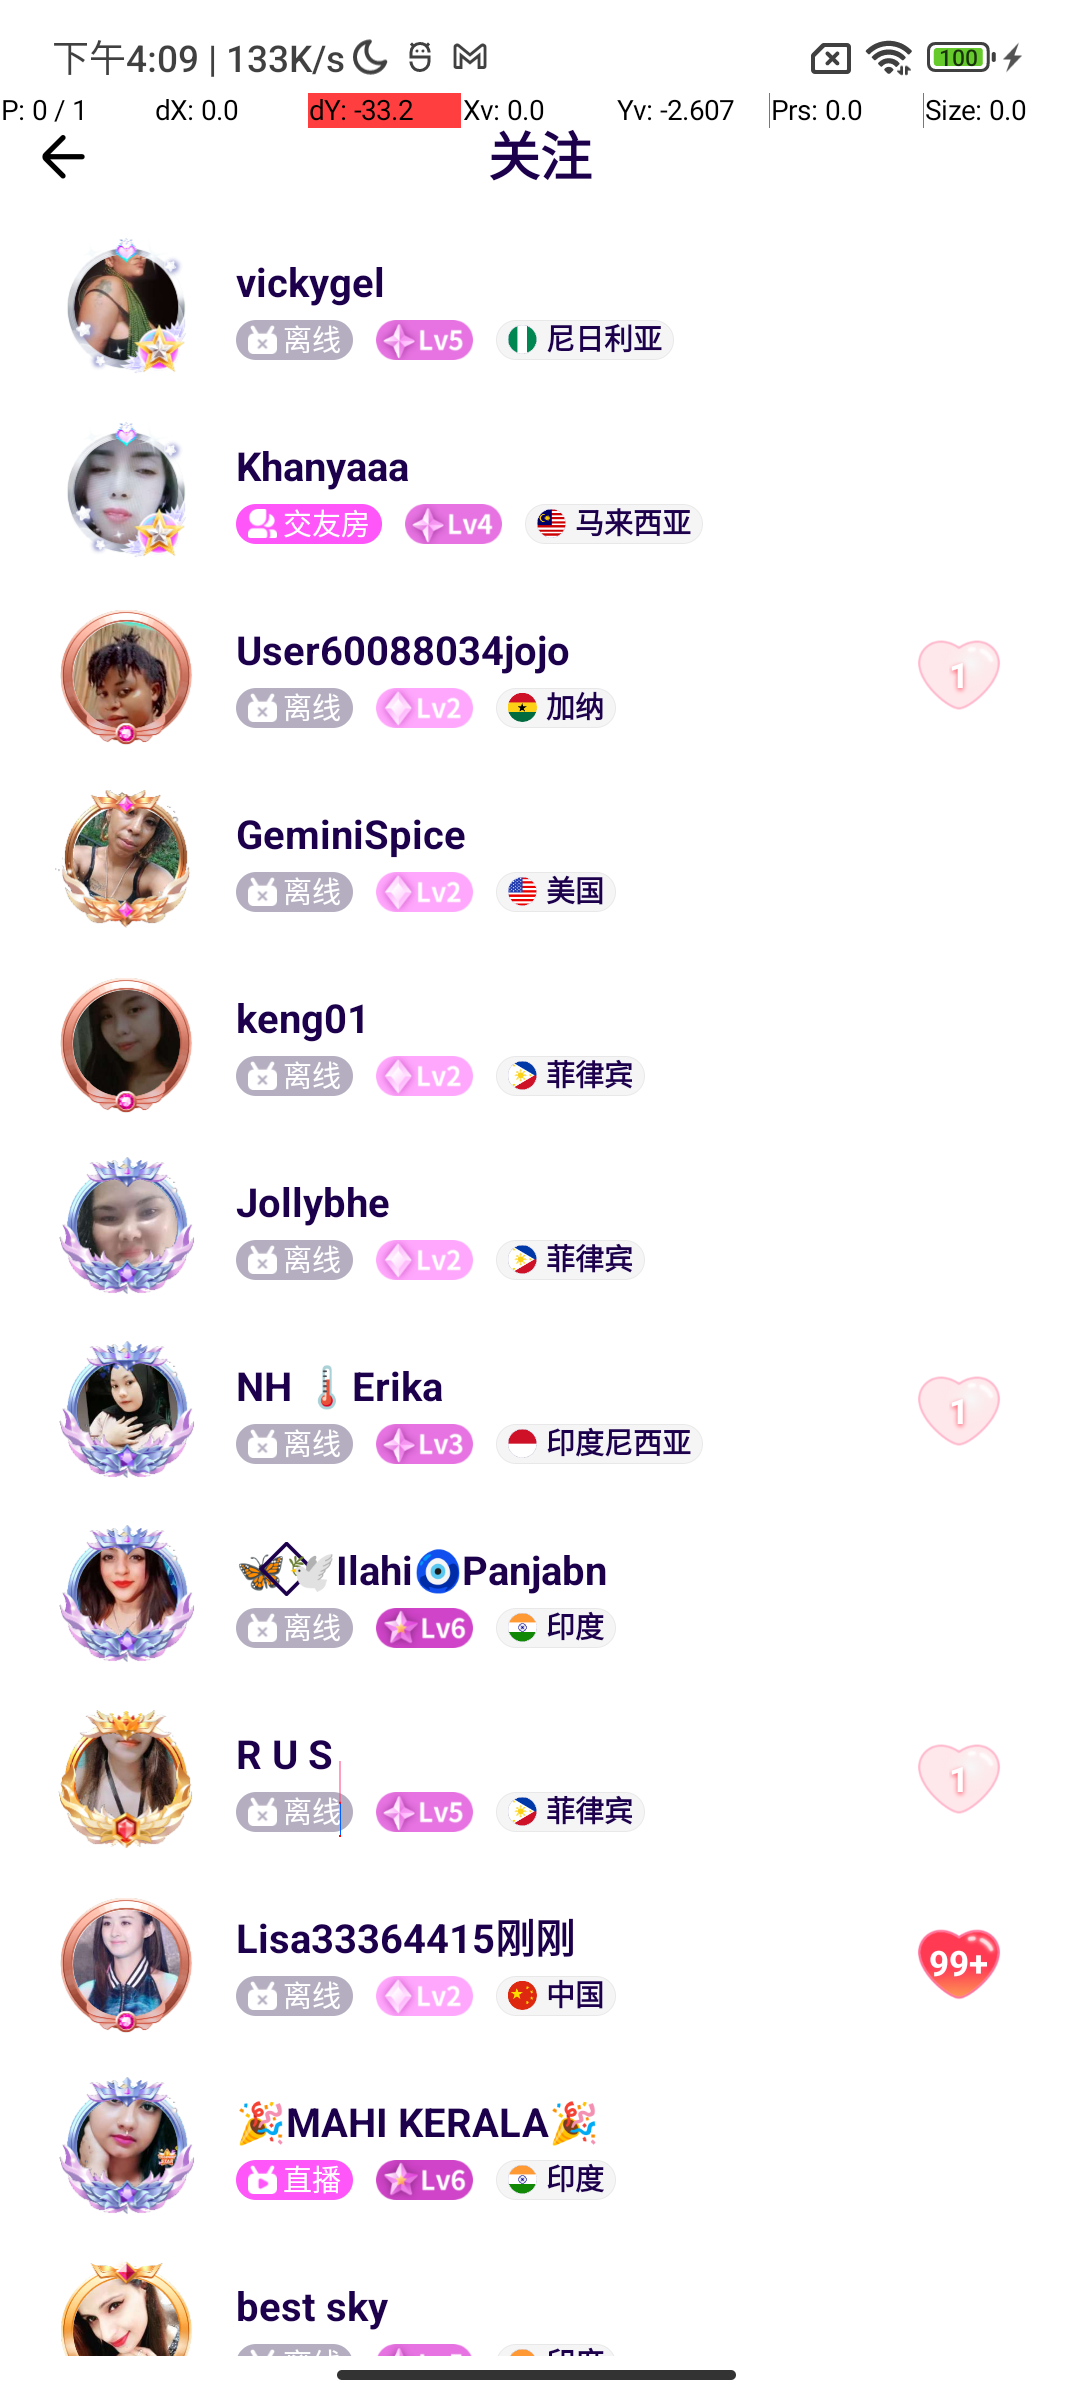 下午4:09 | 133K/s 100
P: 0 / 1 dX: 0.0 dY: -33.2 Xv: 0.0 Yv: -2.607 Prs: 0.0 Size: 0.0
关注
vickygel
离线 Lv5 尼日利亚
Khanyaaa
交友房 Lv4 马来西亚
User60088034jojo
离线 Lv2 加纳 1
GeminiSpice
离线 Lv2 美国
keng01
离线 Lv2 菲律宾
Jollybhe
离线 Lv2 菲律宾
NH 🌡️Erika
离线 Lv3 印度尼西亚 1
🦋🕊️Ilahi🧿Panjabn
离线 Lv6 印度
R U S
离线 Lv5 菲律宾 1
Lisa33364415刚刚
离线 Lv2 中国 99+
🎉MAHI KERALA🎉
直播 Lv6 印度
best sky